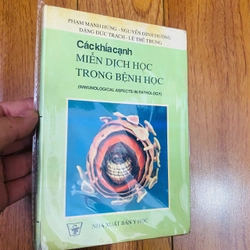 PHẠM MẠNH HÙNG - NGUYỄN ĐÌNH HƯỜNG
ĐẶNG ĐỨC TRẠCH - LÊ THẾ TRUNG
Các khía cạnh
MIỄN DỊCH HỌC
TRONG BỆNH HỌC
(IMMUNOLOGICAL ASPECTS IN PATHOLOGY)
NHÀ XUẤT BẢN Y HỌC